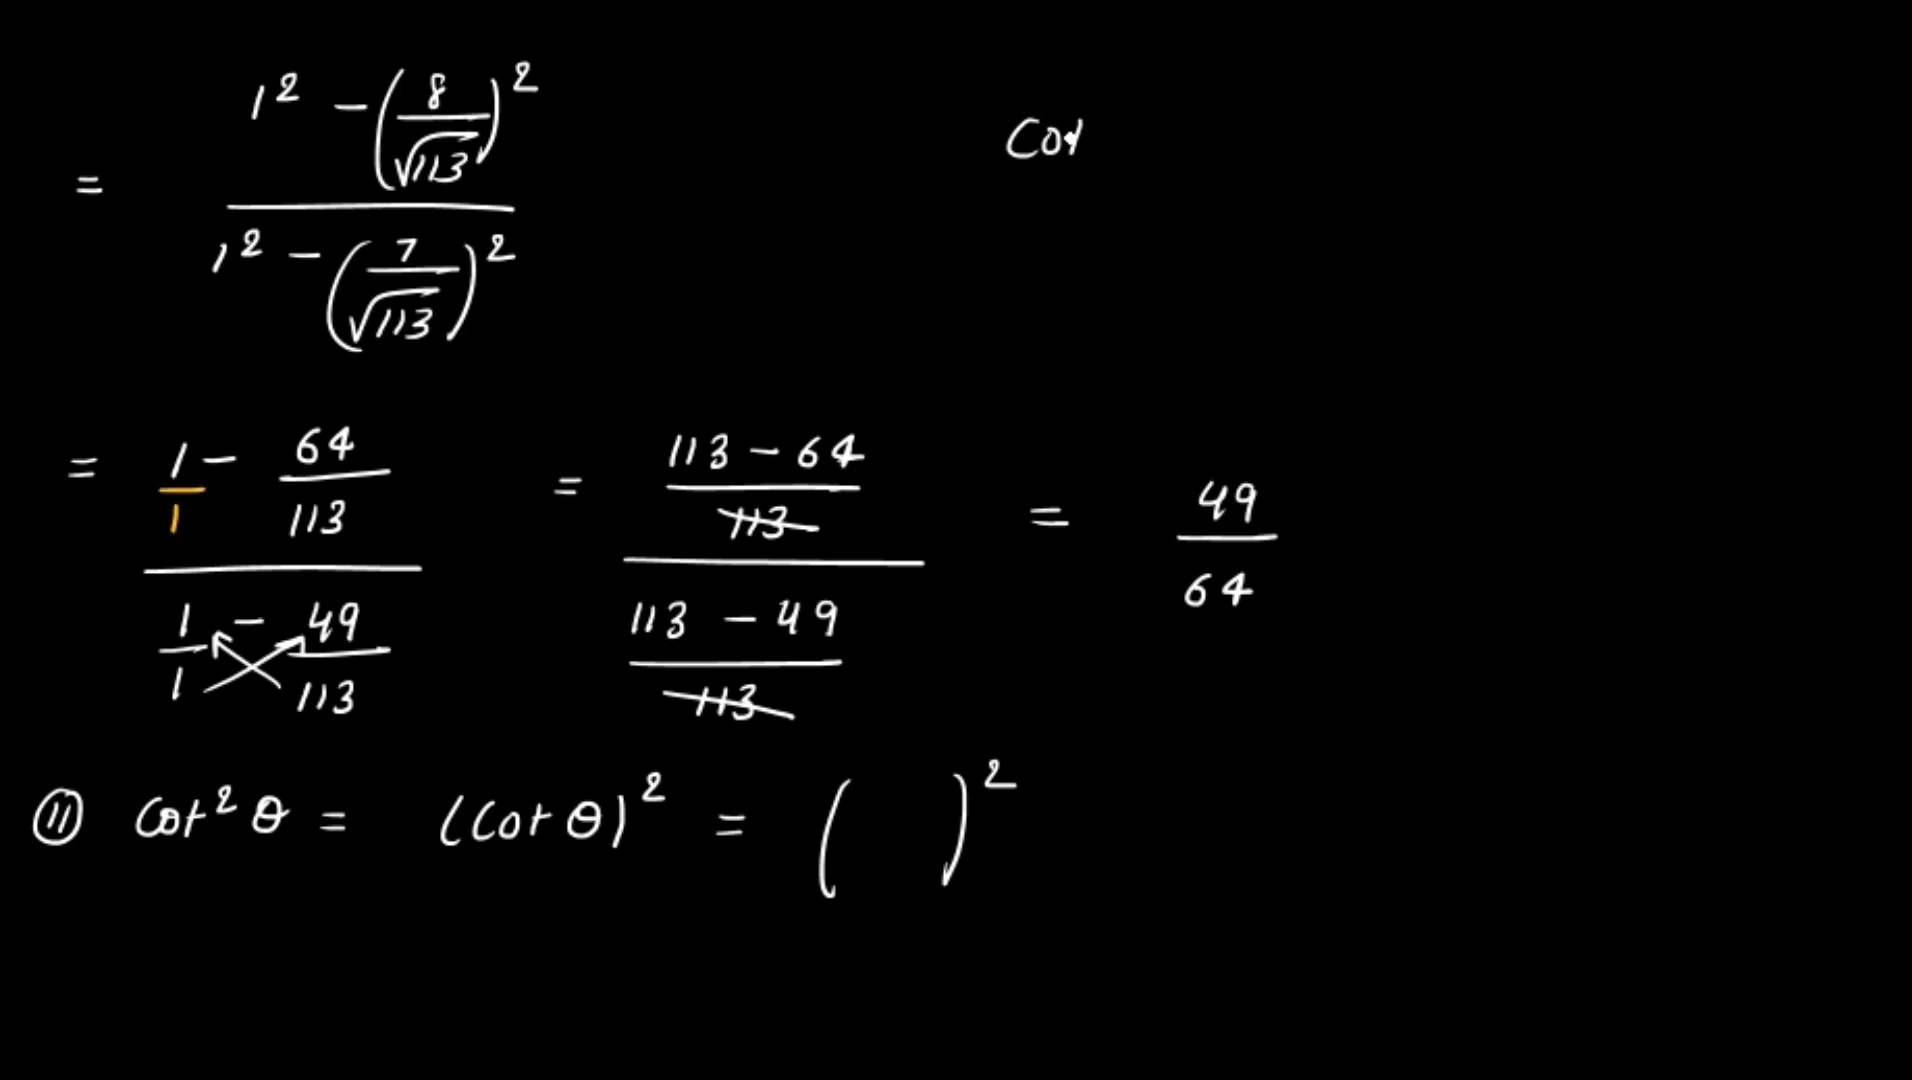 = (1² - (8/√113)²) / (1² - (7/√113)²)
Cot
= (1/1 - 64/113) / (1/1 - 49/113) = ((113 - 64)/113) / ((113 - 49)/113) = 49/64
(11) Cot²θ = (Cot θ)² = ( )²